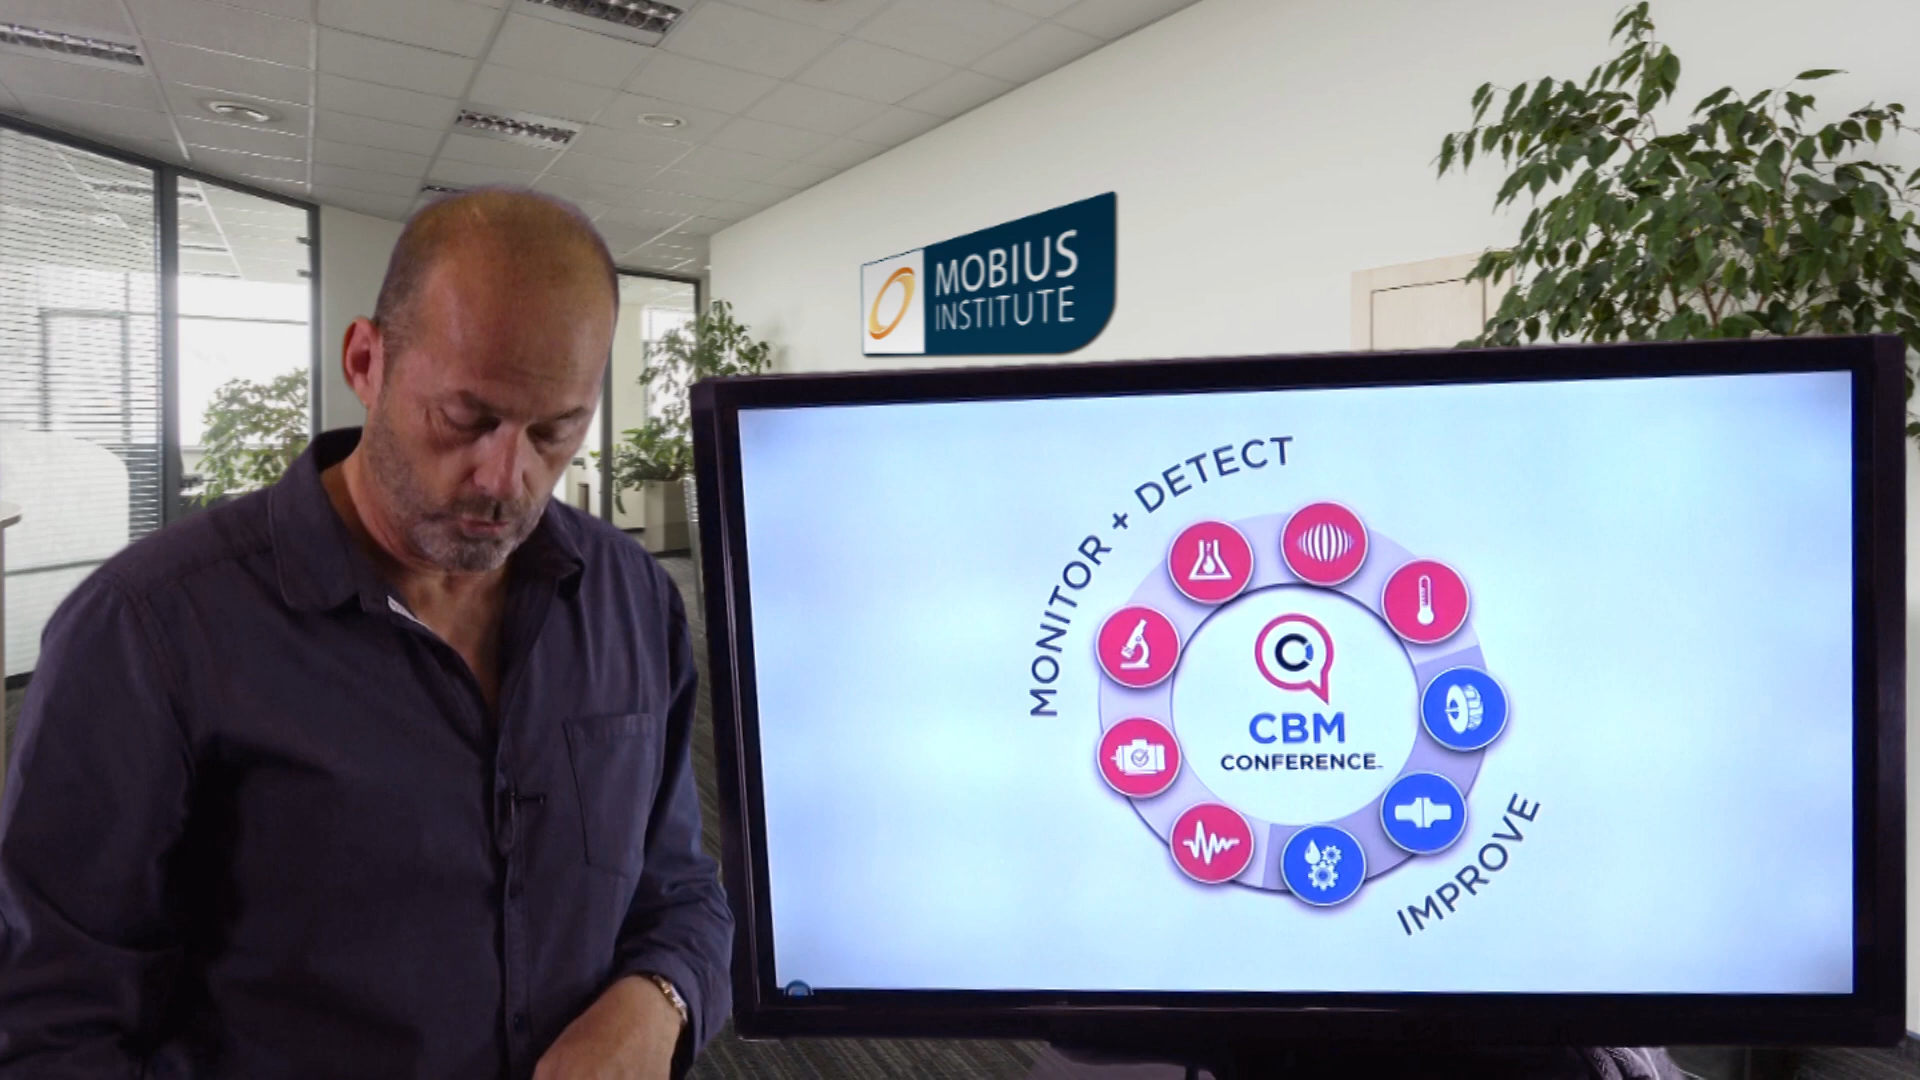 MOBIUS
INSTITUTE
MONITOR + DETECT
CBM
CONFERENCE
IMPROVE